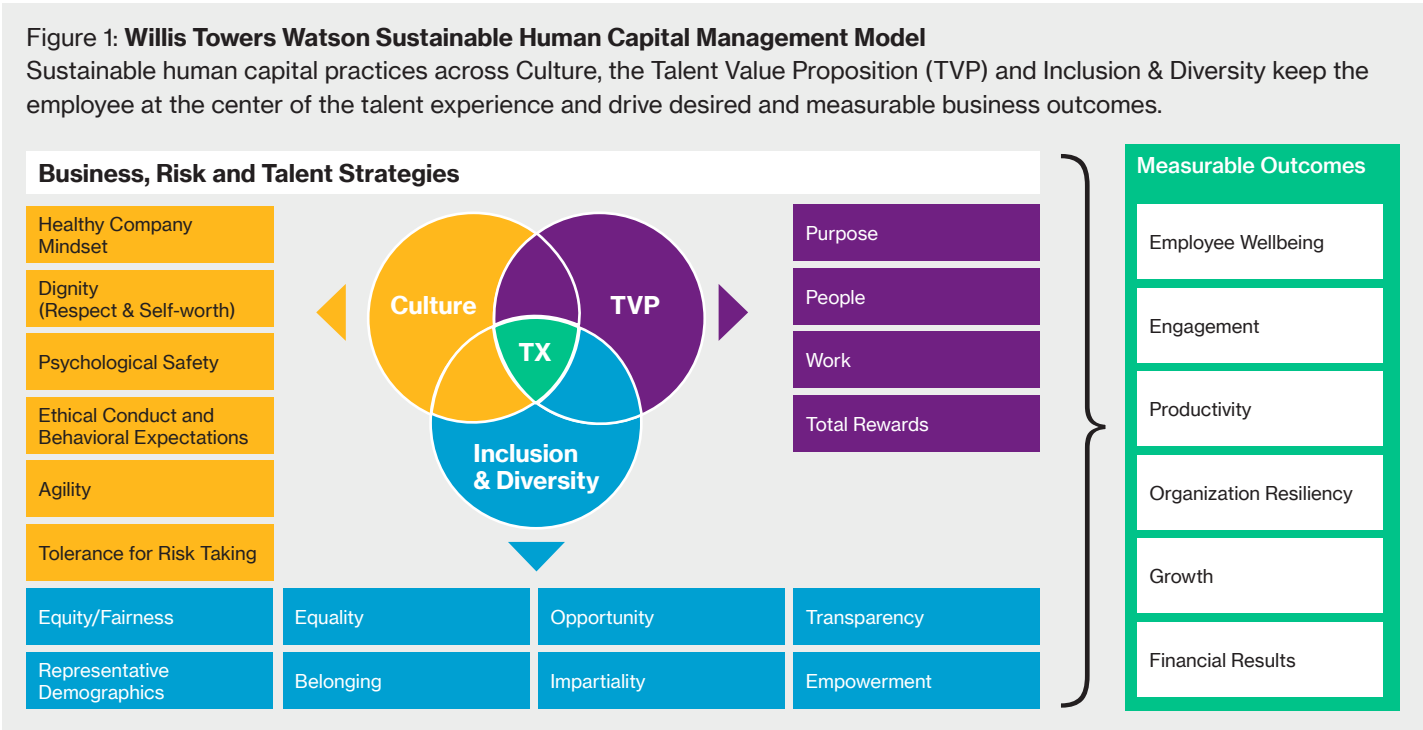 Figure 1: Willis Towers Watson Sustainable Human Capital Management Model
Sustainable human capital practices across Culture, the Talent Value Proposition (TVP) and Inclusion & Diversity keep the
employee at the center of the talent experience and drive desired and measurable business outcomes.
Business, Risk and Talent Strategies
Healthy Company
Mindset
Dignity
(Respect & Self-worth)
Psychological Safety
Ethical Conduct and
Behavioral Expectations
Agility
Tolerance for Risk Taking
Culture
TVP
TX
Inclusion
& Diversity
Purpose
People
Work
Total Rewards
Equity/Fairness
Equality
Opportunity
Transparency
Representative
Demographics
Belonging
Impartiality
Empowerment
Measurable Outcomes
Employee Wellbeing
Engagement
Productivity
Organization Resiliency
Growth
Financial Results